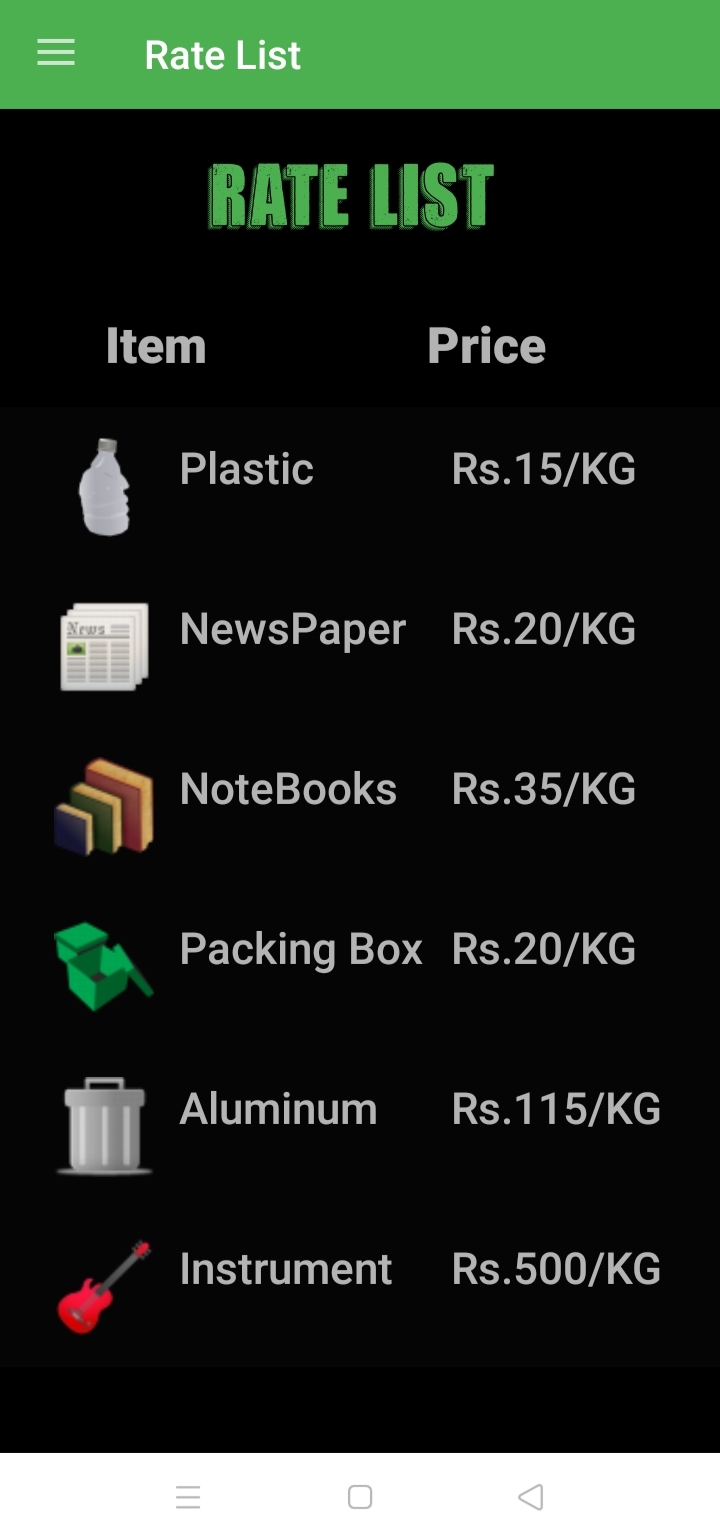 Rate List
RATE LIST
Item Price
Plastic Rs.15/KG
News
NewsPaper Rs.20/KG
NoteBooks Rs.35/KG
Packing Box Rs.20/KG
Aluminum Rs.115/KG
Instrument Rs.500/KG